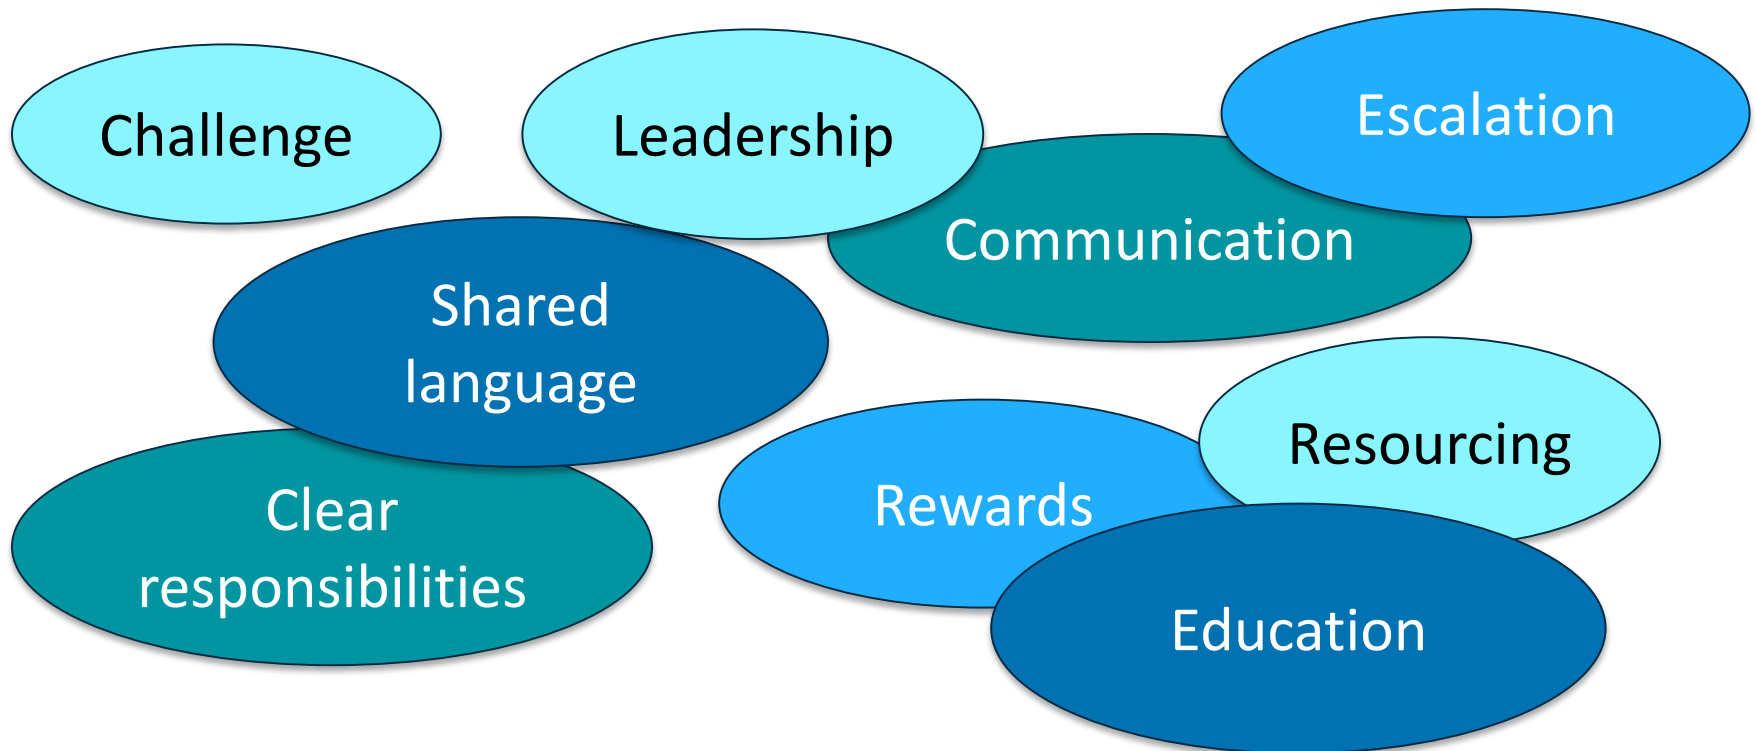 Challenge
Leadership
Escalation
Communication
Shared
language
Resourcing
Rewards
Clear
responsibilities
Education